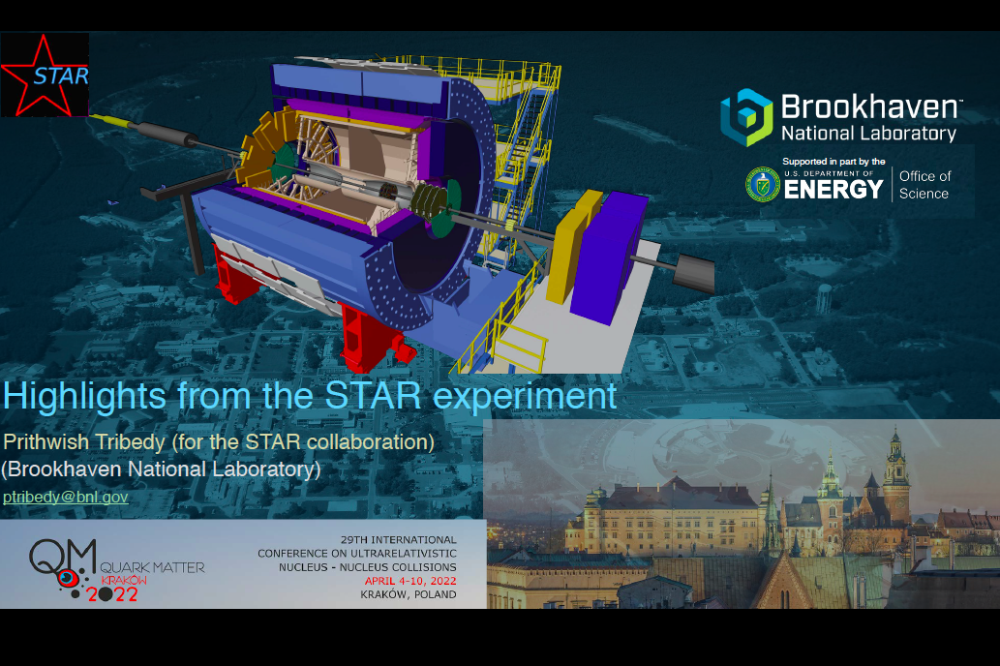 STAR
Brookhaven™
National Laboratory
Supported in part by the
U.S. DEPARTMENT OF
ENERGY
Office of
Science
Highlights from the STAR experiment
Prithwish Tribedy (for the STAR collaboration)
(Brookhaven National Laboratory)
ptribedy@bnl.gov
QM QUARK MATTER
KRAKÓW
2022
29TH INTERNATIONAL
CONFERENCE ON ULTRARELATIVISTIC
NUCLEUS - NUCLEUS COLLISIONS
APRIL 4-10, 2022
KRAKÓW, POLAND